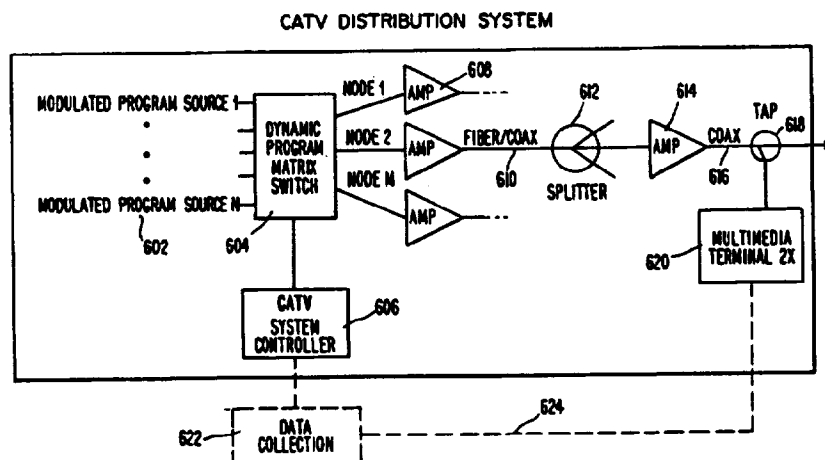 CATV DISTRIBUTION SYSTEM
MODULATED PROGRAM SOURCE 1
MODULATED PROGRAM SOURCE N
602
DYNAMIC
PROGRAM
MATRIX
SWITCH
604
NODE 1
NODE 2
NODE M
AMP
608
AMP
AMP
FIBER/COAX
610
612
SPLITTER
614
AMP
COAX
616
TAP
618
620
MULTIMEDIA
TERMINAL 2X
CATV
SYSTEM
CONTROLLER
606
622
DATA
COLLECTION
624